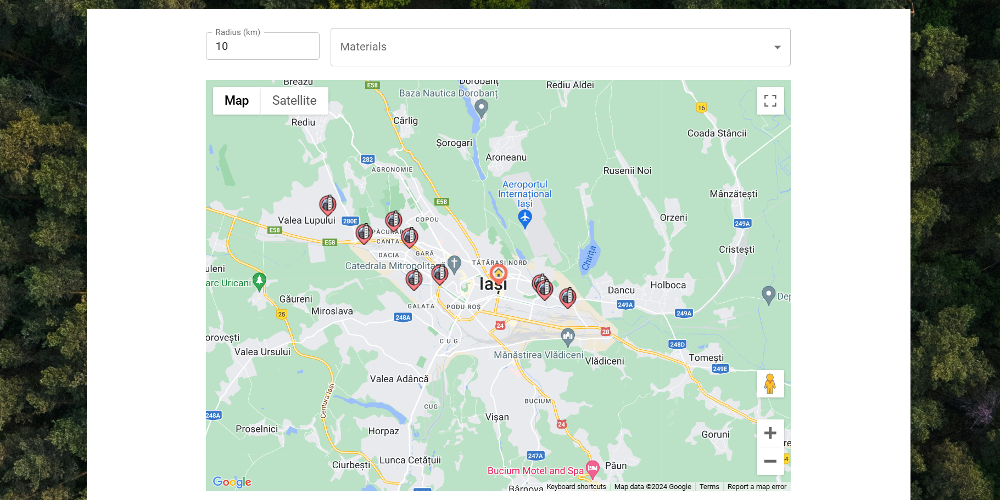 Radius (km)
10
Materials
Map
Satellite
Breazu
E58
Dorobanț
Rediu Aldei
Baza Nautica Dorobanț
16
Rediu
Cârlig
Coada Stâncii
Șorogari
Aroneanu
282
AGRONOMIE
Rusenii Noi
Aeroportul
Internațional
Iași
Mânzătești
E58
Valea Lupului
280E
COPOU
Orzeni
249A
E58
PĂCURAR
E58
CANTA
Cristești
DACIA
GARĂ
Chirița
Catedrala Mitropolitană
TĂTĂRAȘI NORD
uleni
arc Uricani
Iași
Dancu
Holboca
Găureni
Miroslava
GALATA
PODU ROȘ
249A
249A
Dep
25
248A
24
28
orovești
Valea Ursului
C.U.G.
248D
Mănăstirea Vlădiceni
Vlădiceni
Tomești
249E
Valea Adâncă
Centura Iași
CUG
BUCIUM
248A
Vișan
24
Proselnici
Horpaz
Goruni
re
247A
4
Ciurbești
Lunca Cetățuii
Bucium Motel and Spa
Păun
Google
Bârnova
Keyboard shortcuts
Map data ©2024 Google
Terms
Report a map error